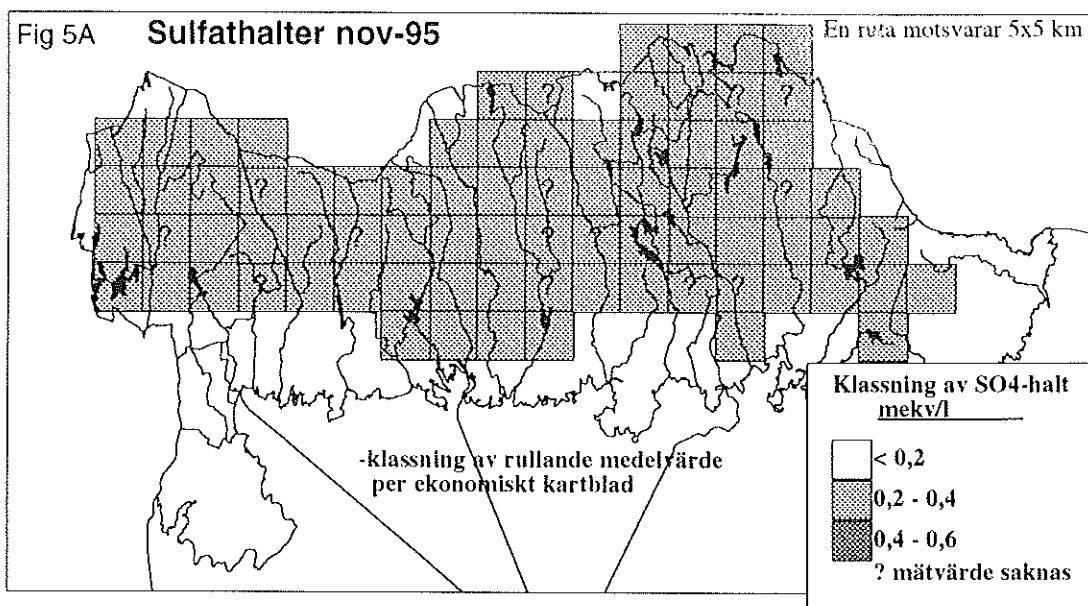 Fig 5A Sulfathalter nov-95
En ruta motsvarar 5x5 km
? ?
? ?
? ? ?
? ? ?
? ? ? ?
-klassning av rullande medelvärde
per ekonomiskt kartblad
Klassning av SO4-halt
mekv/l
< 0,2
0,2 - 0,4
0,4 - 0,6
? mätvärde saknas